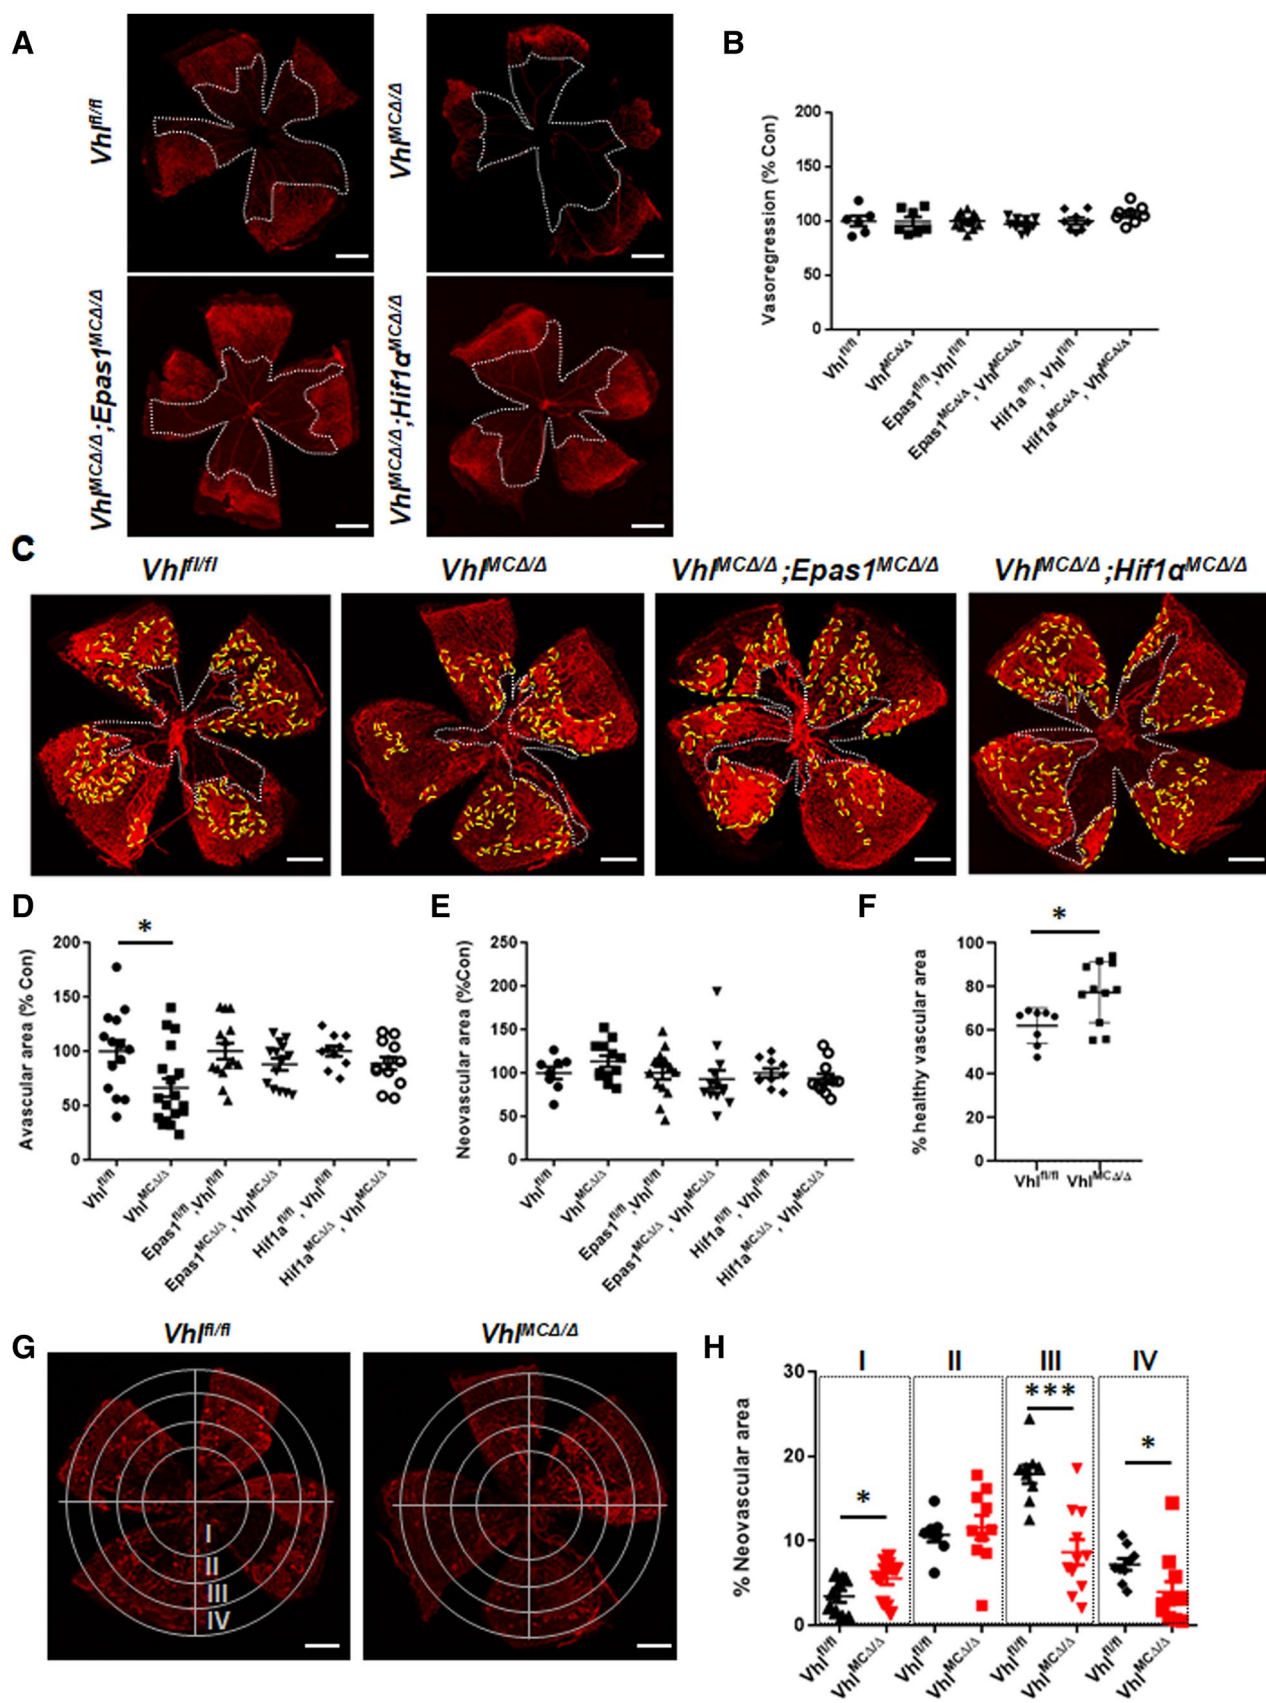 A
Vhl^fl/fl
Vhl^MCΔ/Δ
Vhl^MCΔ/Δ;Epas1^MCΔ/Δ
Vhl^MCΔ/Δ;Hif1α^MCΔ/Δ
B
Vasoregression (% Con)
200
150
100
50
0
Vhl^fl/fl
Vhl^MCΔ/Δ
Epas1^fl/fl, Vhl^fl/fl
Epas1^MCΔ/Δ, Vhl^MCΔ/Δ
Hif1a^fl/fl, Vhl^fl/fl
Hif1a^MCΔ/Δ, Vhl^MCΔ/Δ
C
Vhl^fl/fl
Vhl^MCΔ/Δ
Vhl^MCΔ/Δ;Epas1^MCΔ/Δ
Vhl^MCΔ/Δ;Hif1α^MCΔ/Δ
D
Avascular area (% Con)
200
150
100
50
0
*
Vhl^fl/fl
Vhl^MCΔ/Δ
Epas1^fl/fl, Vhl^fl/fl
Epas1^MCΔ/Δ, Vhl^MCΔ/Δ
Hif1a^fl/fl, Vhl^fl/fl
Hif1a^MCΔ/Δ, Vhl^MCΔ/Δ
E
Neovascular area (%Con)
250
200
150
100
50
0
Vhl^fl/fl
Vhl^MCΔ/Δ
Epas1^fl/fl, Vhl^fl/fl
Epas1^MCΔ/Δ, Vhl^MCΔ/Δ
Hif1a^fl/fl, Vhl^fl/fl
Hif1a^MCΔ/Δ, Vhl^MCΔ/Δ
F
% healthy vascular area
100
80
60
40
20
0
*
Vhl^fl/fl Vhl^MCΔ/Δ
G
Vhl^fl/fl
Vhl^MCΔ/Δ
I
II
III
IV
H
% Neovascular area
30
20
10
0
I II III IV
*
***
*
Vhl^fl/fl
Vhl^MCΔ/Δ
Vhl^fl/fl
Vhl^MCΔ/Δ
Vhl^fl/fl
Vhl^MCΔ/Δ
Vhl^fl/fl
Vhl^MCΔ/Δ